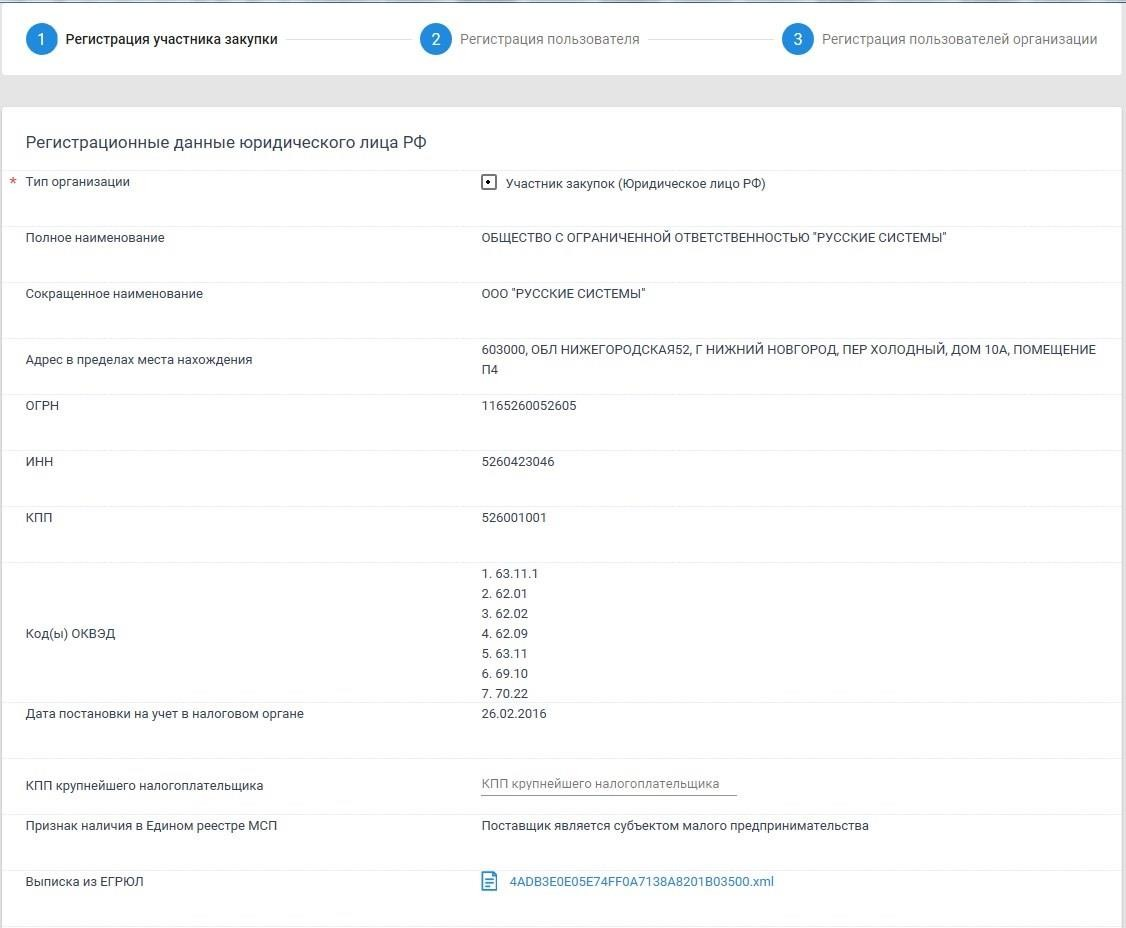 1 Регистрация участника закупки 2 Регистрация пользователя 3 Регистрация пользователей организации
Регистрационные данные юридического лица РФ
* Тип организации Участник закупок (Юридическое лицо РФ)
Полное наименование ОБЩЕСТВО С ОГРАНИЧЕННОЙ ОТВЕТСТВЕННОСТЬЮ "РУССКИЕ СИСТЕМЫ"
Сокращенное наименование ООО "РУССКИЕ СИСТЕМЫ"
Адрес в пределах места нахождения 603000, ОБЛ НИЖЕГОРОДСКАЯ52, Г НИЖНИЙ НОВГОРОД, ПЕР ХОЛОДНЫЙ, ДОМ 10А, ПОМЕЩЕНИЕ
П4
ОГРН 1165260052605
ИНН 5260423046
КПП 526001001
Код(ы) ОКВЭД
1. 63.11.1
2. 62.01
3. 62.02
4. 62.09
5. 63.11
6. 69.10
7. 70.22
Дата постановки на учет в налоговом органе 26.02.2016
КПП крупнейшего налогоплательщика КПП крупнейшего налогоплательщика
Признак наличия в Едином реестре МСП Поставщик является субъектом малого предпринимательства
Выписка из ЕГРЮЛ 4ADB3E0E05E74FF0A7138A8201B03500.xml